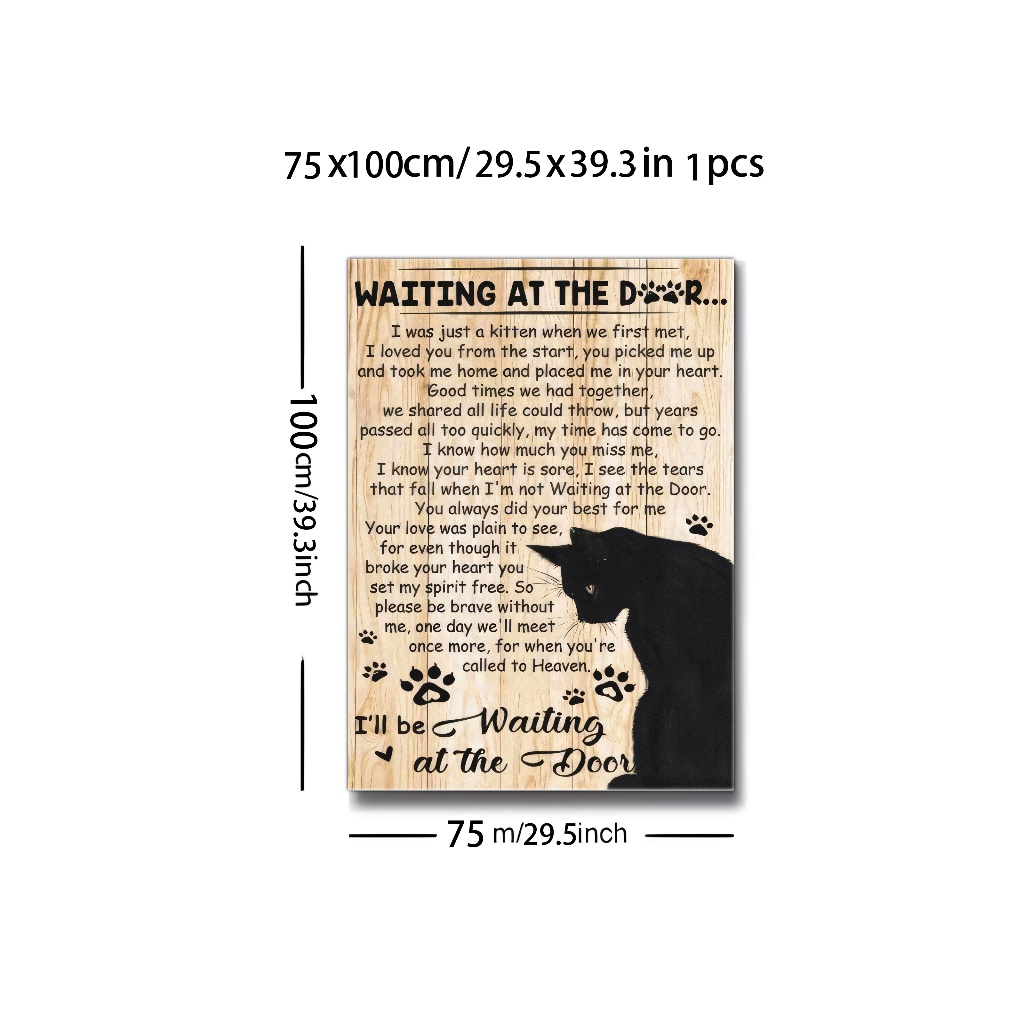 75x100cm/ 29.5x39.3in 1pcs
WAITING AT THE DOOR...
I was just a kitten when we first met,
I loved you from the start, you picked me up
and took me home and placed me in your heart.
Good times we had together,
we shared all life could throw, but years
passed all too quickly, my time has come to go.
I know how much you miss me,
I know your heart is sore, I see the tears
that fall when I'm not Waiting at the Door.
You always did your best for me
Your love was plain to see,
for even though it
broke your heart you
set my spirit free. So
please be brave without
me, one day we'll meet
once more, for when you're
called to Heaven.
I'll be Waiting
at the Door
100cm/39.3inch
75 m/29.5inch